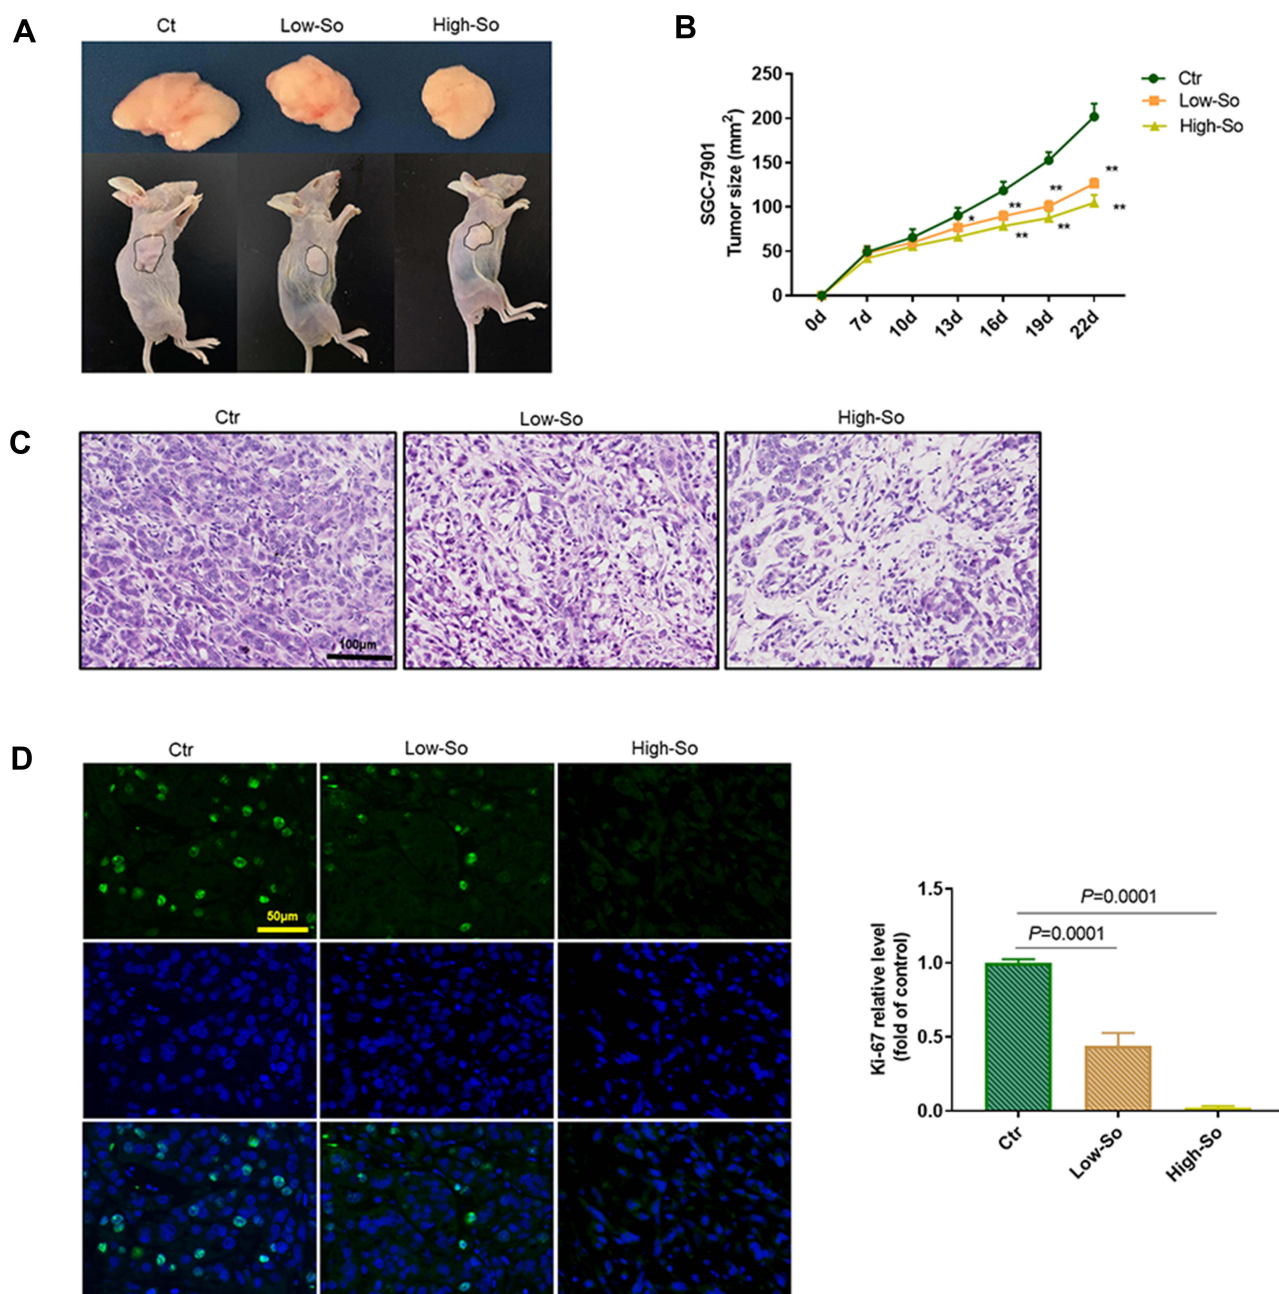 A
Ct
Low-So
High-So
B
SGC-7901
Tumor size (mm²)
250
200
150
100
50
0
0d
7d
10d
13d
16d
19d
22d
*
**
**
**
**
**
**
Ctr
Low-So
High-So
C
Ctr
Low-So
High-So
100μm
D
Ctr
Low-So
High-So
50μm
Ki-67 relative level
(fold of control)
1.5
1.0
0.5
0.0
P=0.0001
P=0.0001
Ctr
Low-So
High-So